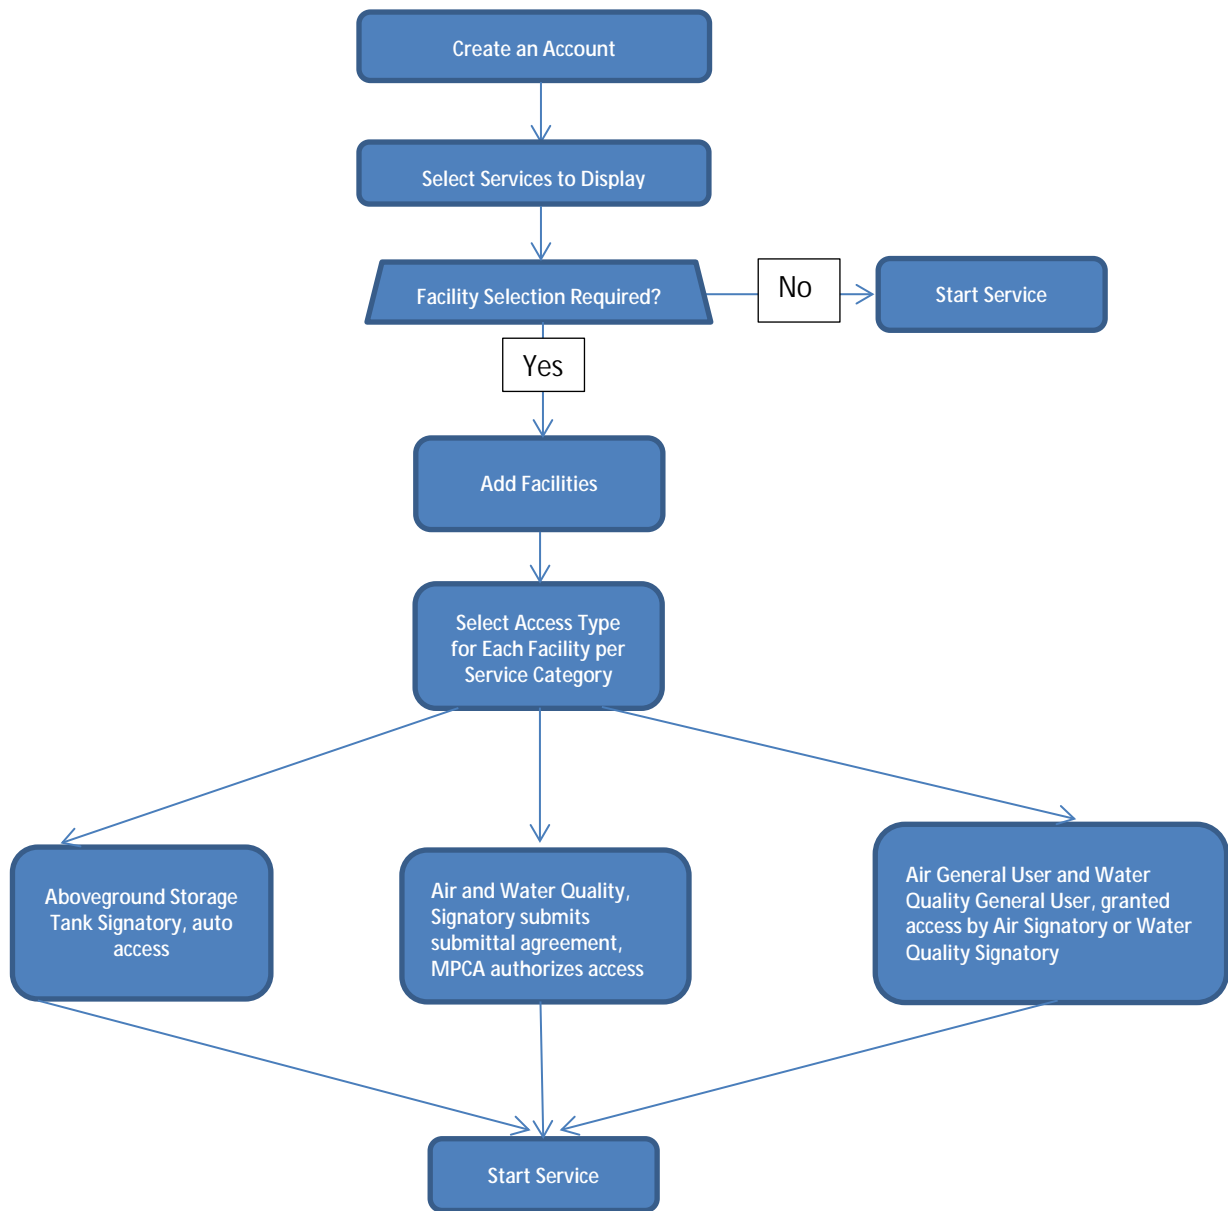 Create an Account
Select Services to Display
Facility Selection Required?
No
Start Service
Yes
Add Facilities
Select Access Type
for Each Facility per
Service Category
Aboveground Storage
Tank Signatory, auto
access
Air and Water Quality,
Signatory submits
submittal agreement,
MPCA authorizes access
Air General User and Water
Quality General User, granted
access by Air Signatory or Water
Quality Signatory
Start Service